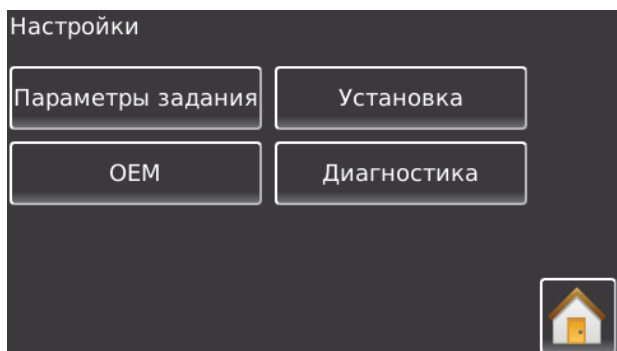 Настройки
Параметры задания
Установка
OEM
Диагностика